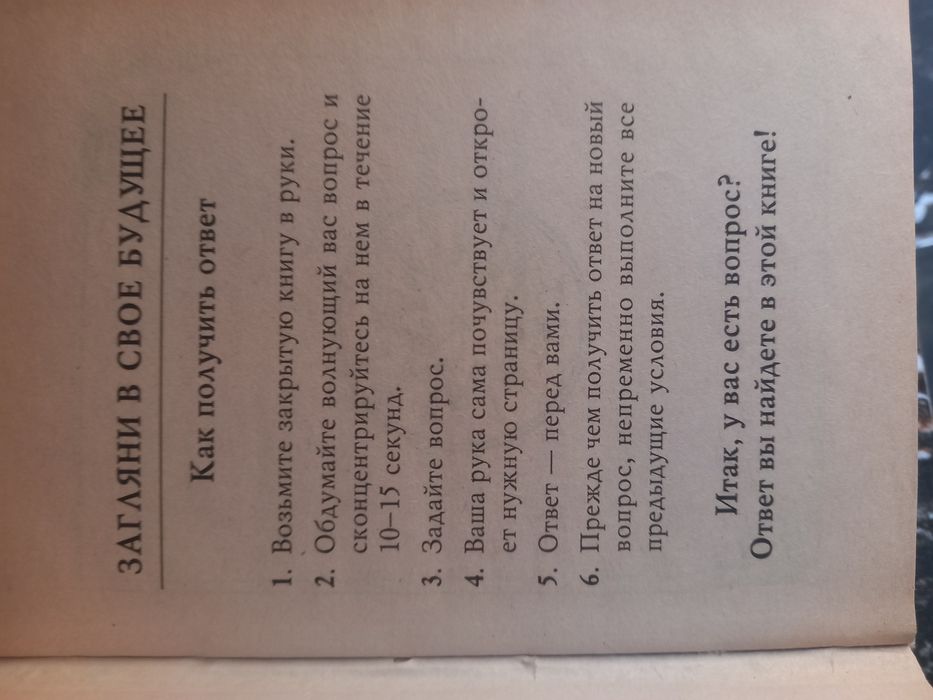 ЗАГЛЯНИ В СВОЕ БУДУЩЕЕ
Как получить ответ
1. Возьмите закрытую книгу в руки.
2. Обдумайте волнующий вас вопрос и
сконцентрируйтесь на нем в течение
10–15 секунд.
3. Задайте вопрос.
4. Ваша рука сама почувствует и откро-
ет нужную страницу.
5. Ответ — перед вами.
6. Прежде чем получить ответ на новый
вопрос, непременно выполните все
предыдущие условия.
Итак, у вас есть вопрос?
Ответ вы найдете в этой книге!